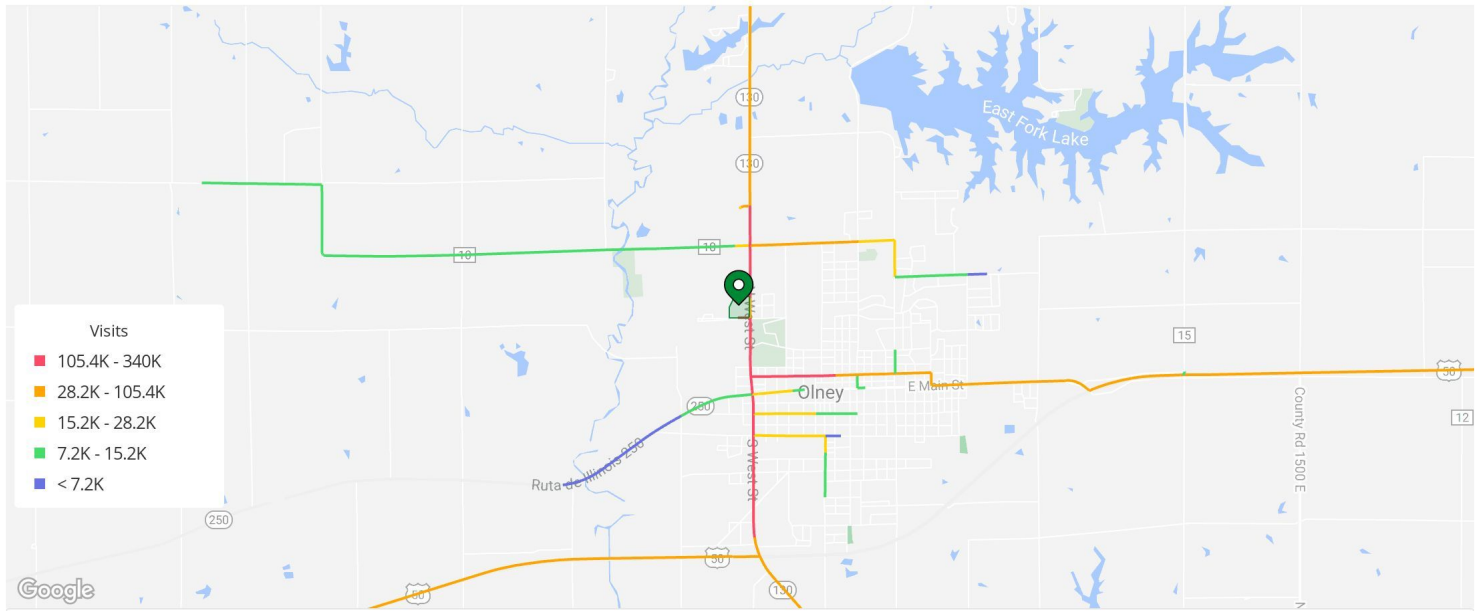 130
East Fork Lake
130
18
18
N West St
15
Visits
105.4K - 340K
28.2K - 105.4K
15.2K - 28.2K
7.2K - 15.2K
< 7.2K
50
E Main St
Olney
250
12
County Rd 1500 E
S West St
Ruta de Illinois 250
250
50
50
130
Google
N